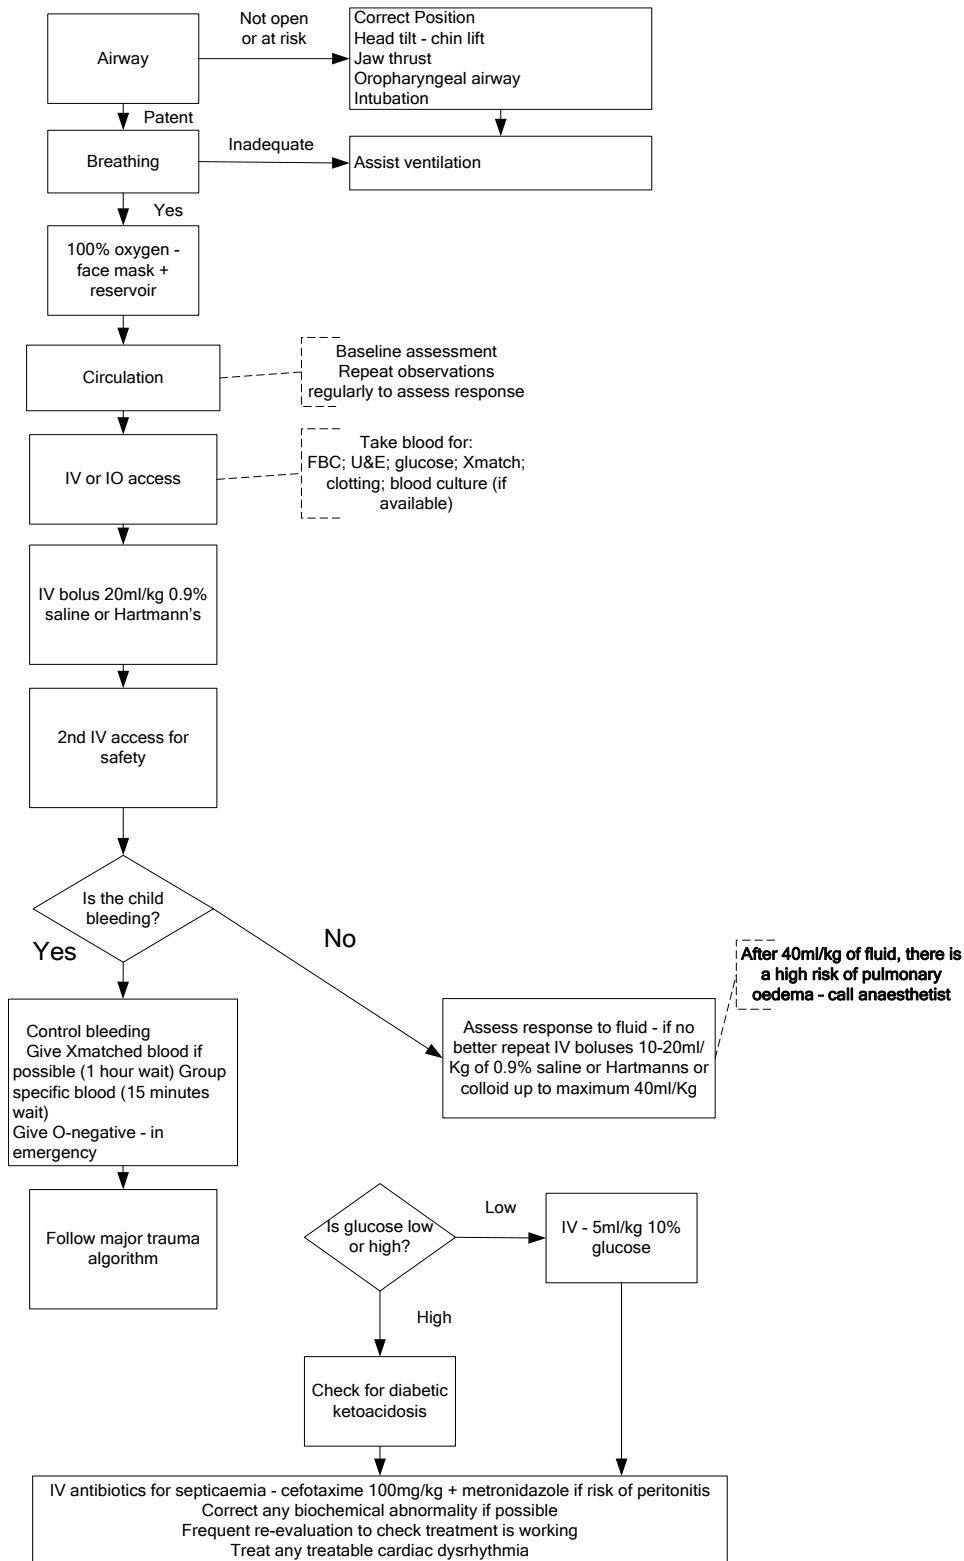 Airway
Not open
or at risk
Correct Position
Head tilt - chin lift
Jaw thrust
Oropharyngeal airway
Intubation
Patent
Breathing
Inadequate
Assist ventilation
Yes
100% oxygen -
face mask +
reservoir
Circulation
Baseline assessment
Repeat observations
regularly to assess response
IV or IO access
Take blood for:
FBC; U&E; glucose; Xmatch;
clotting; blood culture (if
available)
IV bolus 20ml/kg 0.9%
saline or Hartmann's
2nd IV access for
safety
Is the child
bleeding?
Yes
No
Control bleeding
Give Xmatched blood if
possible (1 hour wait) Group
specific blood (15 minutes
wait)
Give O-negative - in
emergency
Assess response to fluid - if no
better repeat IV boluses 10-20ml/
Kg of 0.9% saline or Hartmanns or
colloid up to maximum 40ml/Kg
After 40ml/kg of fluid, there is
a high risk of pulmonary
oedema - call anaesthetist
Follow major trauma
algorithm
Is glucose low
or high?
Low
IV - 5ml/kg 10%
glucose
High
Check for diabetic
ketoacidosis
IV antibiotics for septicaemia - cefotaxime 100mg/kg + metronidazole if risk of peritonitis
Correct any biochemical abnormality if possible
Frequent re-evaluation to check treatment is working
Treat any treatable cardiac dysrhythmia